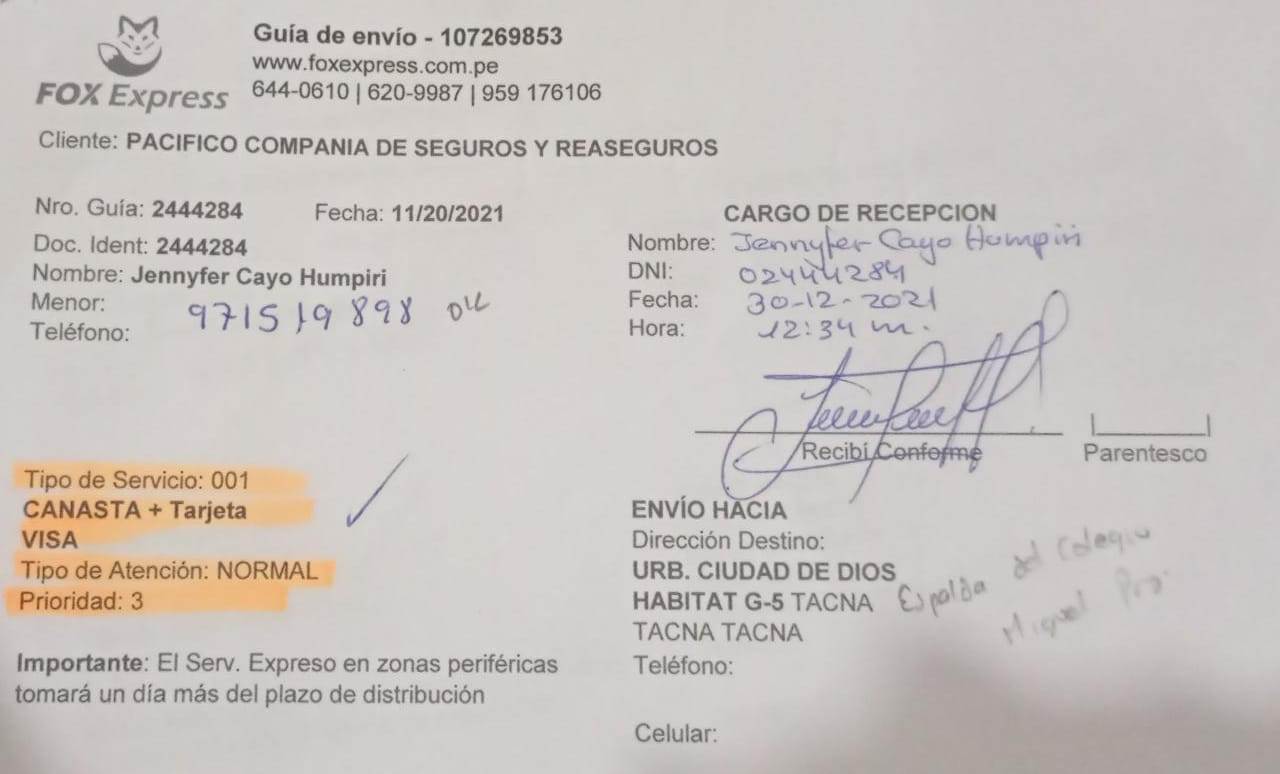 FOX Express
Guía de envío - 107269853
www.foxexpress.com.pe
644-0610 | 620-9987 | 959 176106
Cliente: PACIFICO COMPANIA DE SEGUROS Y REASEGUROS
Nro. Guía: 2444284 Fecha: 11/20/2021
Doc. Ident: 2444284
Nombre: Jennyfer Cayo Humpiri
Menor:
Teléfono: 971519898
CARGO DE RECEPCION
Nombre: Jennyfer Cayo Humpiri
DNI: 02444284
Fecha: 30-12-2021
Hora: 12:34 m.
Recibí Conforme
Parentesco
Tipo de Servicio: 001
CANASTA + Tarjeta
VISA
Tipo de Atención: NORMAL
Prioridad: 3
Importante: El Serv. Expreso en zonas periféricas
tomará un día más del plazo de distribución
ENVÍO HACIA
Dirección Destino:
URB. CIUDAD DE DIOS
HABITAT G-5 TACNA
TACNA TACNA
Espalda del Colegio
Miguel Pro.
Teléfono:
Celular: